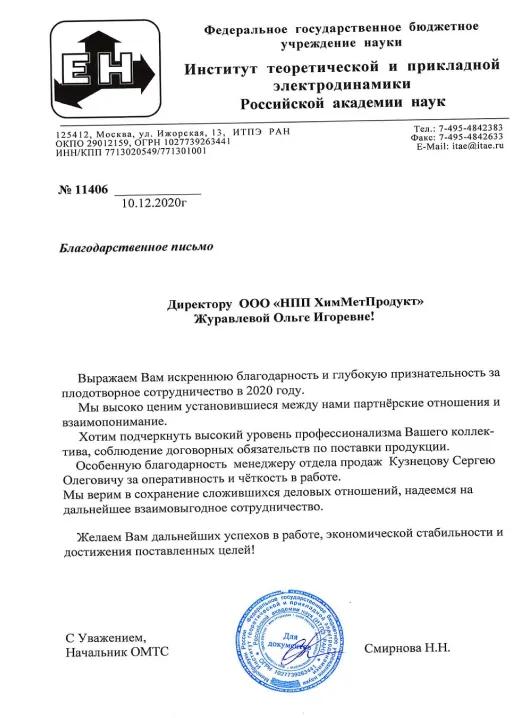 ЕН
Федеральное государственное бюджетное
учреждение науки
Институт теоретической и прикладной
электродинамики
Российской академии наук
125412, Москва, ул. Ижорская, 13, ИТПЭ РАН
ОКПО 29012159, ОГРН 1027739263441
ИНН/КПП 7713020549/771301001
Тел.: 7-495-4842383
Факс: 7-495-4842633
E-Mail: itae@itae.ru
№ 11406
10.12.2020г
Благодарственное письмо
Директору ООО «НПП ХимМетПродукт»
Журавлевой Ольге Игоревне!
Выражаем Вам искреннюю благодарность и глубокую признательность за
плодотворное сотрудничество в 2020 году.
Мы высоко ценим установившиеся между нами партнёрские отношения и
взаимопонимание.
Хотим подчеркнуть высокий уровень профессионализма Вашего коллек-
тива, соблюдение договорных обязательств по поставки продукции.
Особенную благодарность менеджеру отдела продаж Кузнецову Сергею
Олеговичу за оперативность и чёткость в работе.
Мы верим в сохранение сложившихся деловых отношений, надеемся на
дальнейшее взаимовыгодное сотрудничество.
Желаем Вам дальнейших успехов в работе, экономической стабильности и
достижения поставленных целей!
С Уважением,
Начальник ОМТС
Для
документов
ОГРН 1027739263441
Смирнова Н.Н.